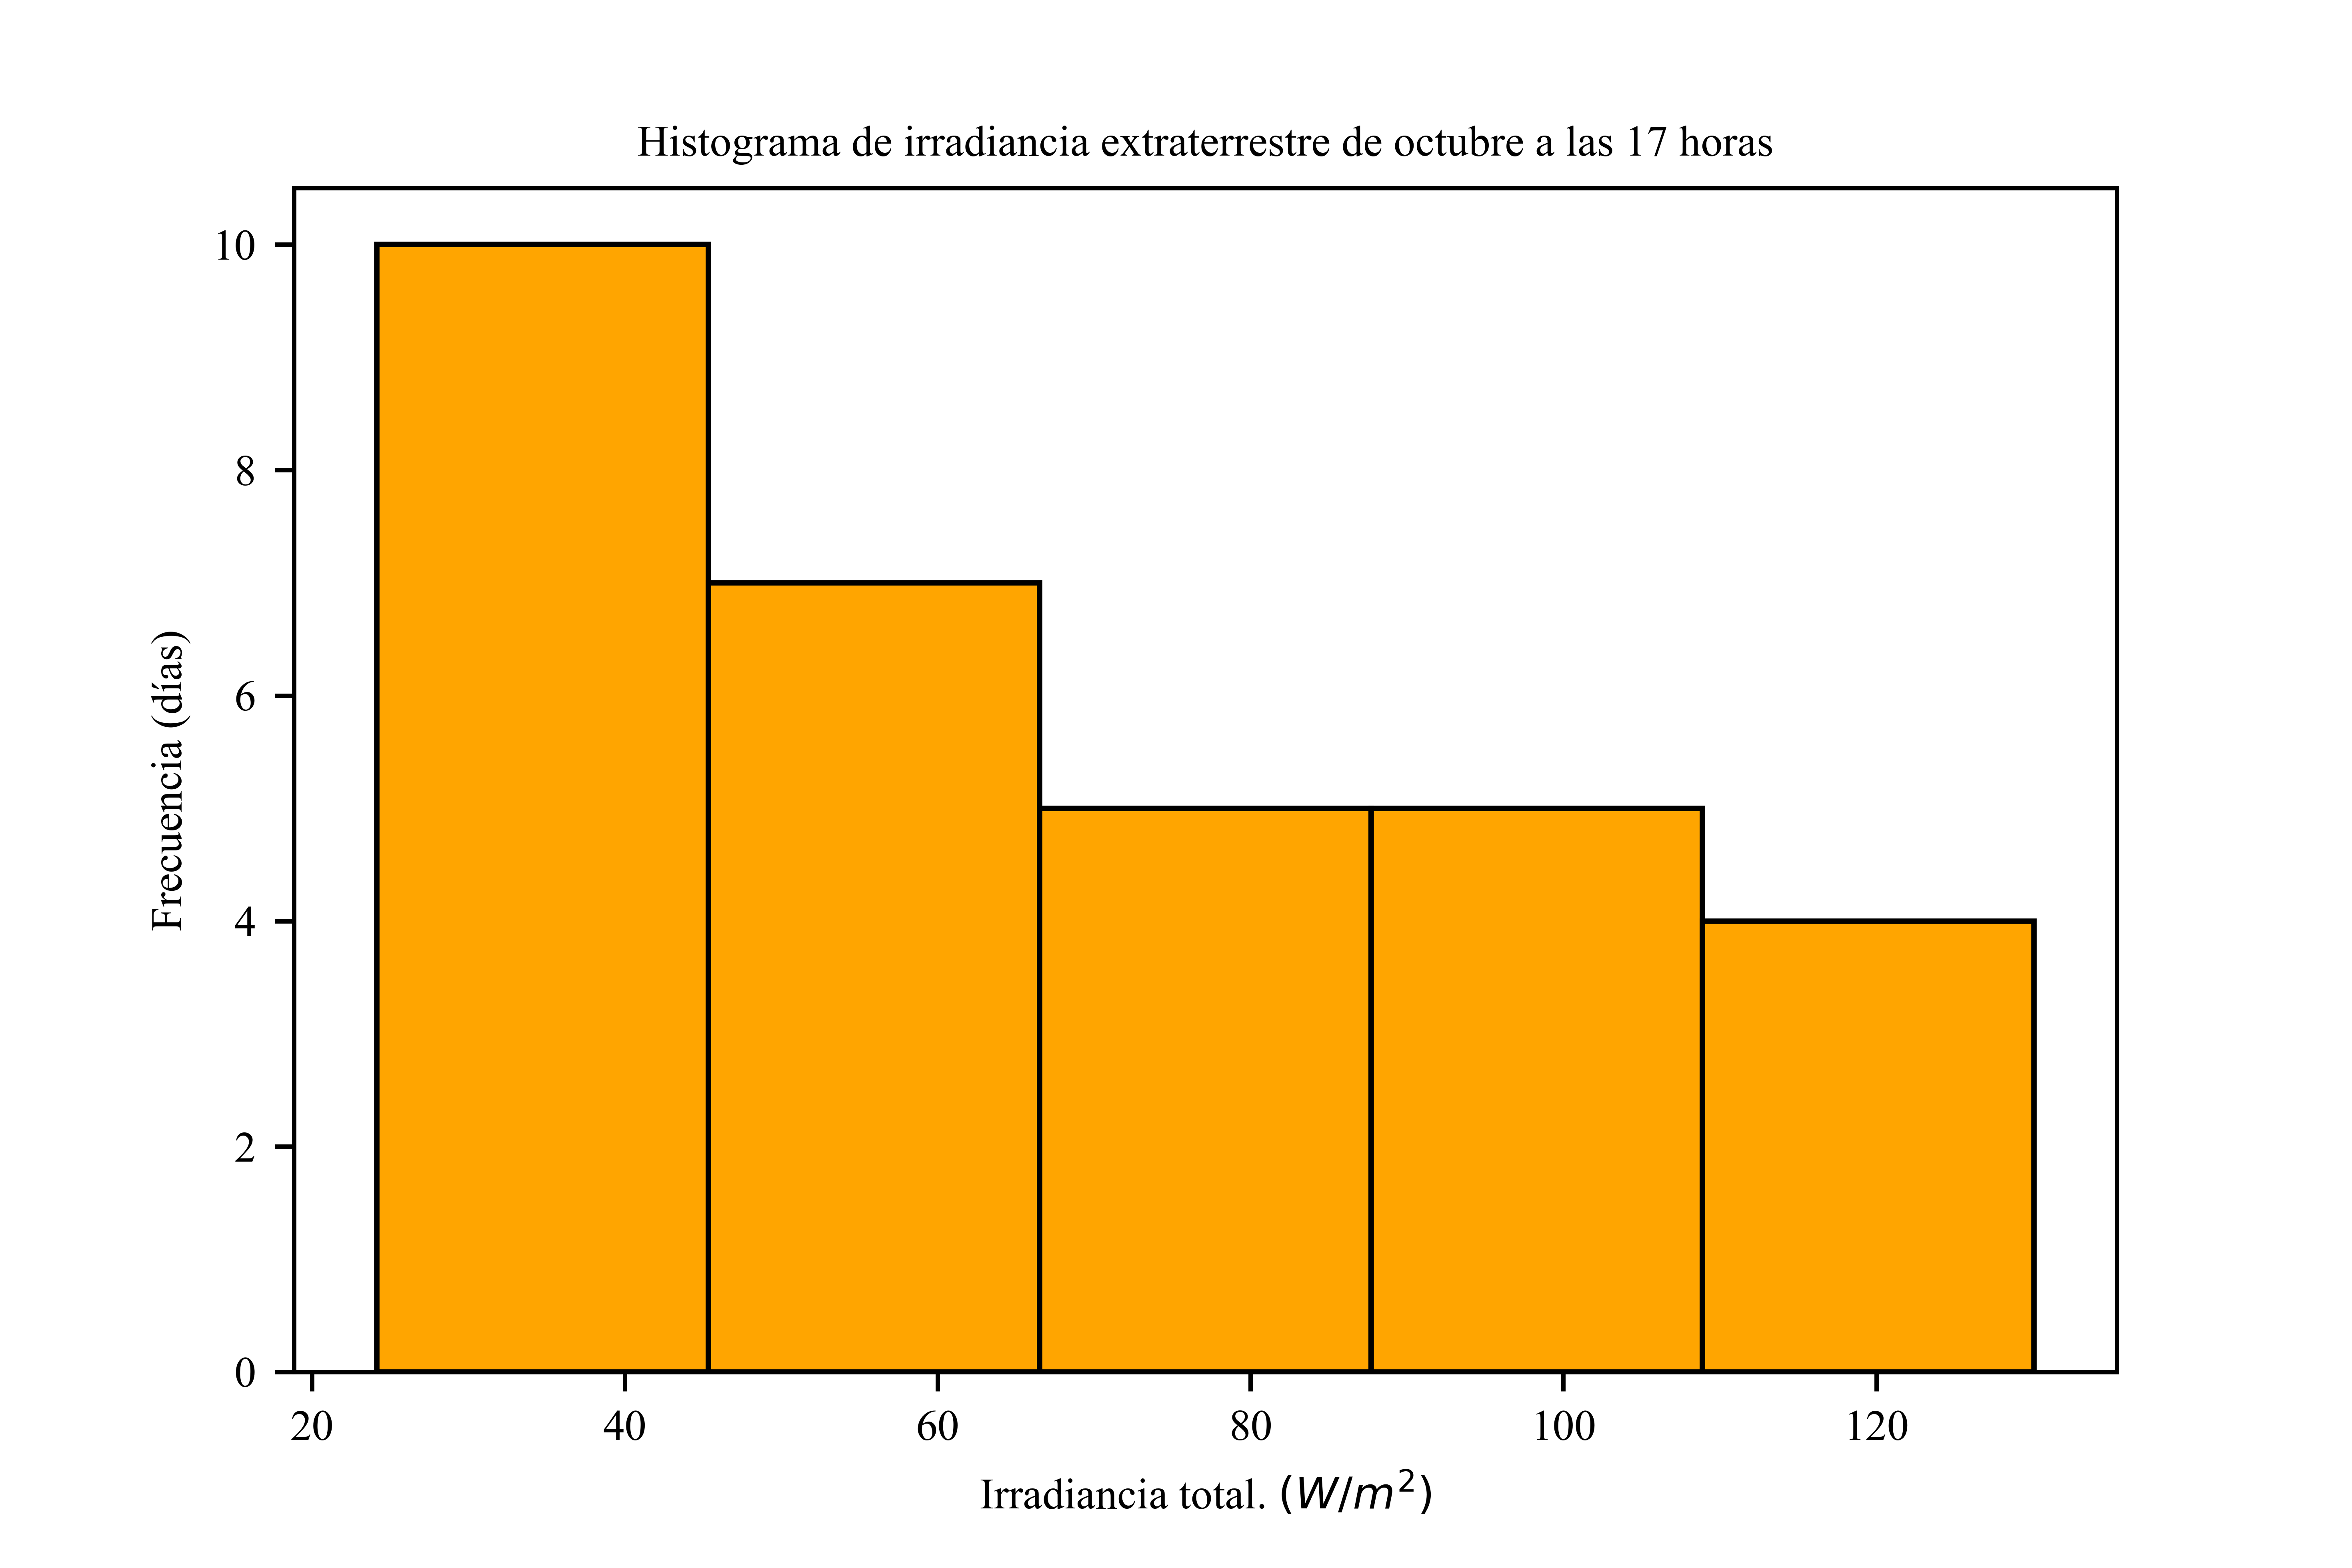 Histograma de irradiancia extraterrestre de octubre a las 17 horas
10
8
6
4
2
0
Frecuencia (días)
20 40 60 80 100 120
Irradiancia total. (W/m²)